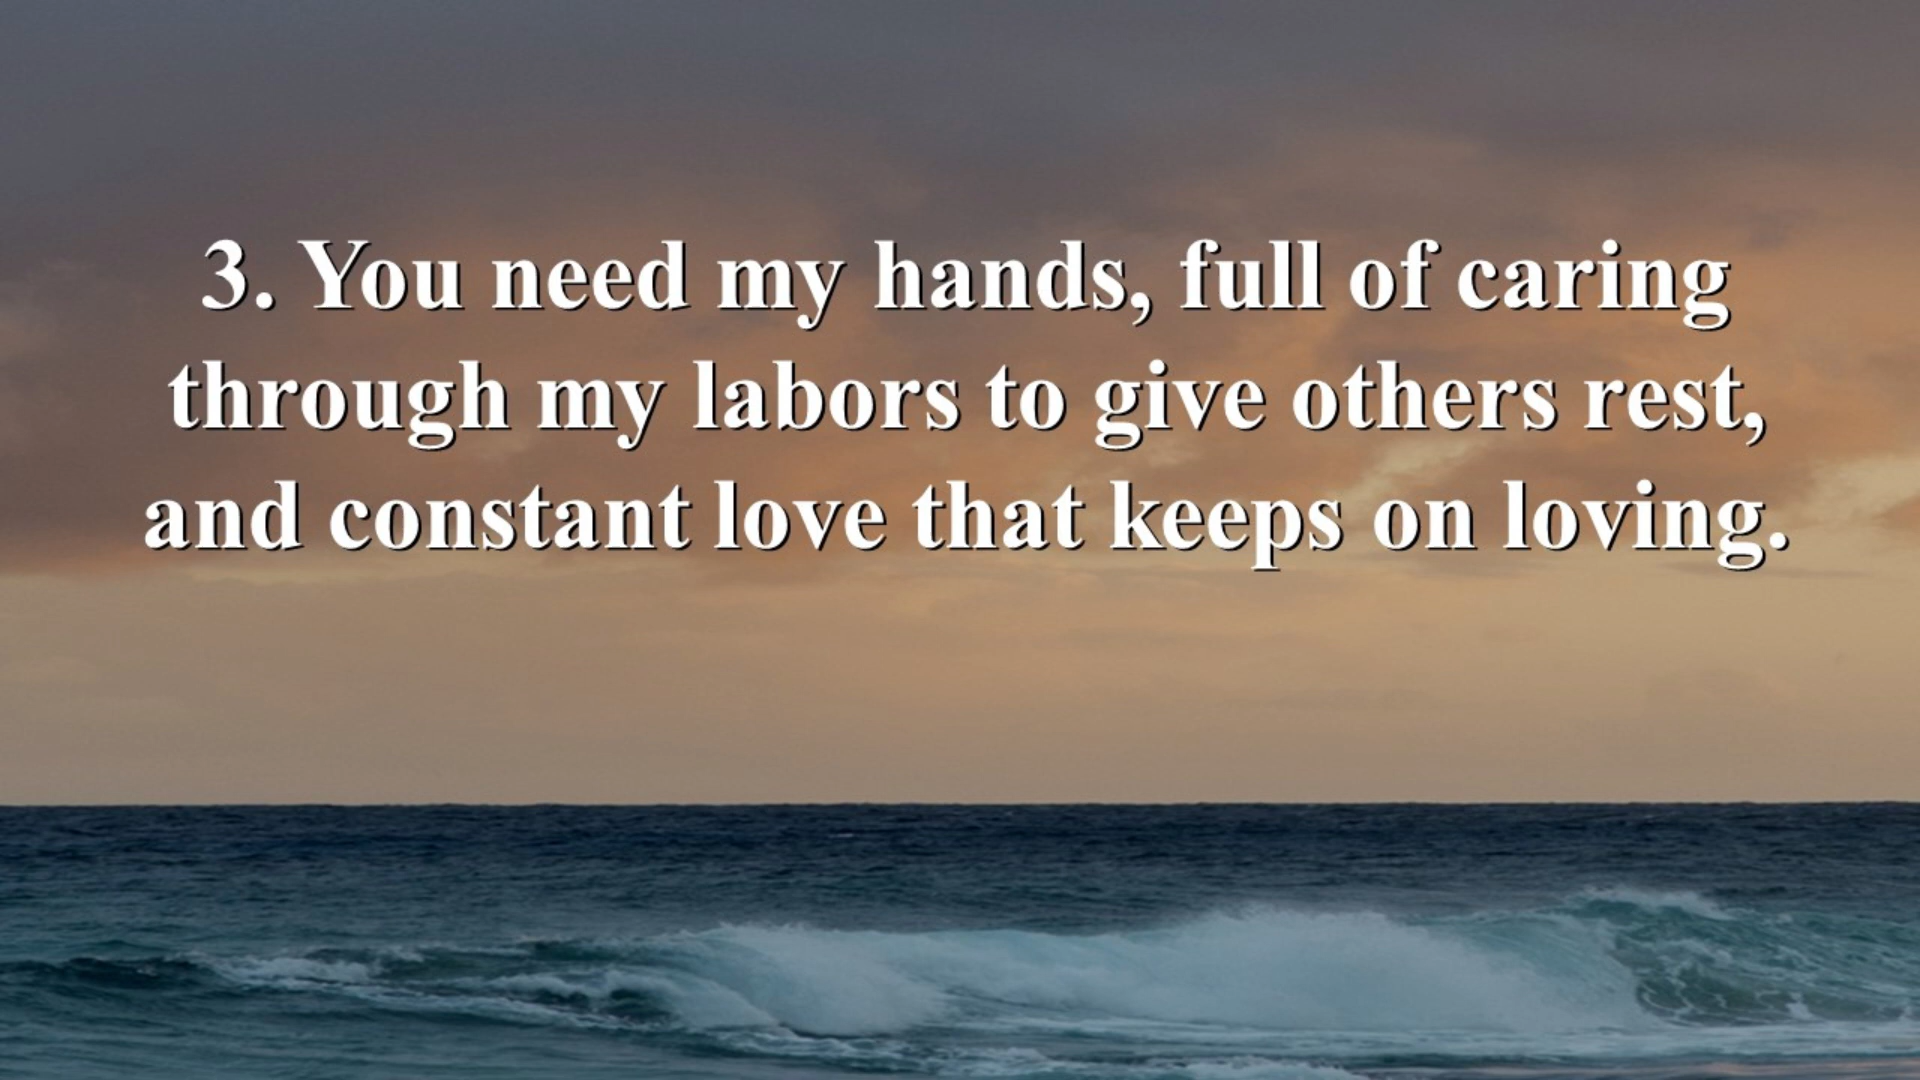 3. You need my hands, full of caring
through my labors to give others rest,
and constant love that keeps on loving.